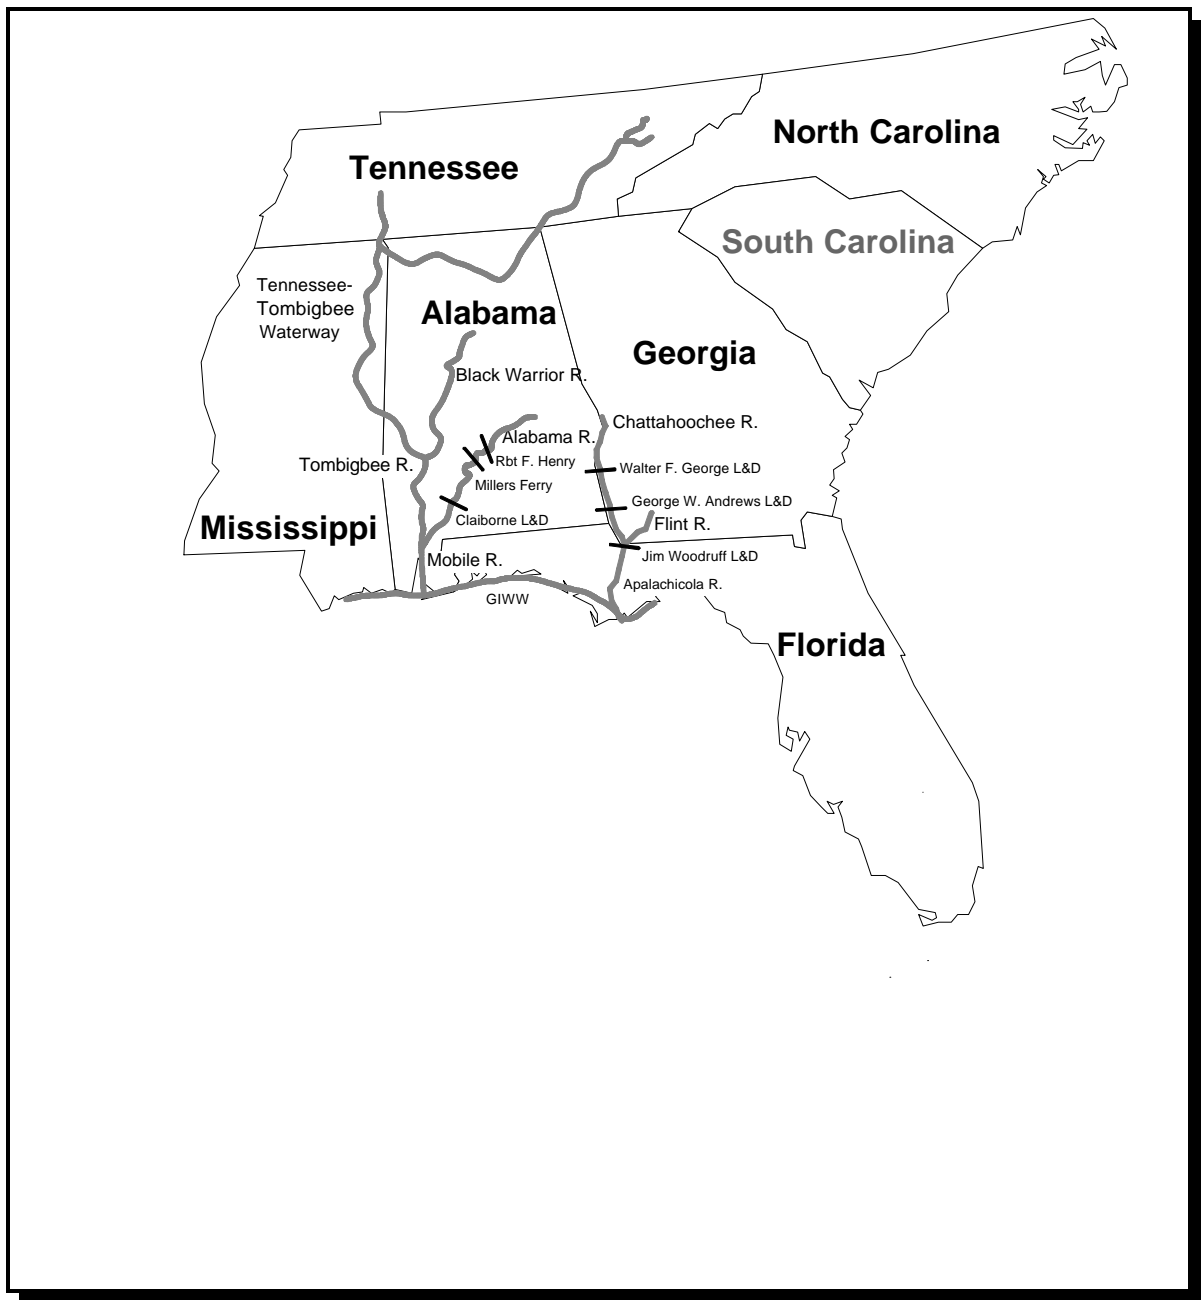 North Carolina
Tennessee
South Carolina
Tennessee-
Tombigbee
Waterway
Alabama
Georgia
Black Warrior R.
Chattahoochee R.
Alabama R.
Tombigbee R.
Rbt F. Henry
Walter F. George L&D
Millers Ferry
George W. Andrews L&D
Claiborne L&D
Flint R.
Mississippi
Mobile R.
Jim Woodruff L&D
Apalachicola R.
GIWW
Florida